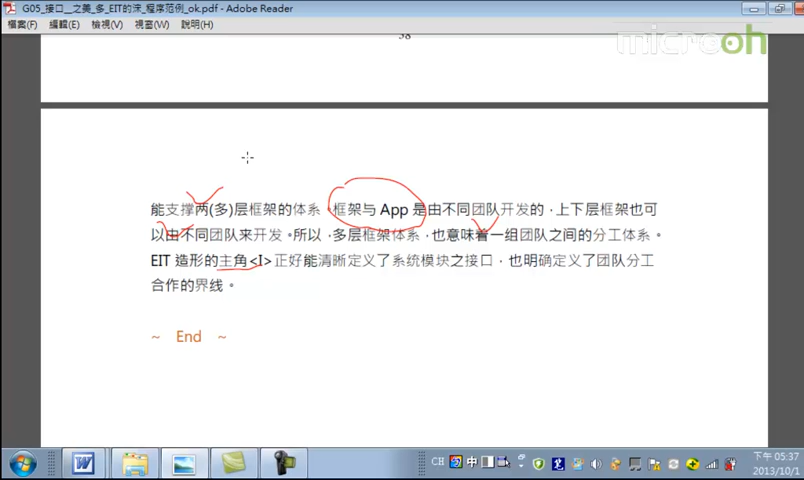 G05_接口__之美_多_EIT的沫_程序范例_ok.pdf - Adobe Reader
檔案(F) 編輯(E) 檢視(V) 視窗(W) 說明(H)
microoh
38
能支撑两(多)层框架的体系，框架与 App 是由不同团队开发的，上下层框架也可
以由不同团队来开发。所以，多层框架体系，也意味着一组团队之间的分工体系。
EIT 造形的主角<I>正好能清晰定义了系统模块之接口，也明确定义了团队分工
合作的界线。
~ End ~
CH 中
下午 05:37
2013/10/1